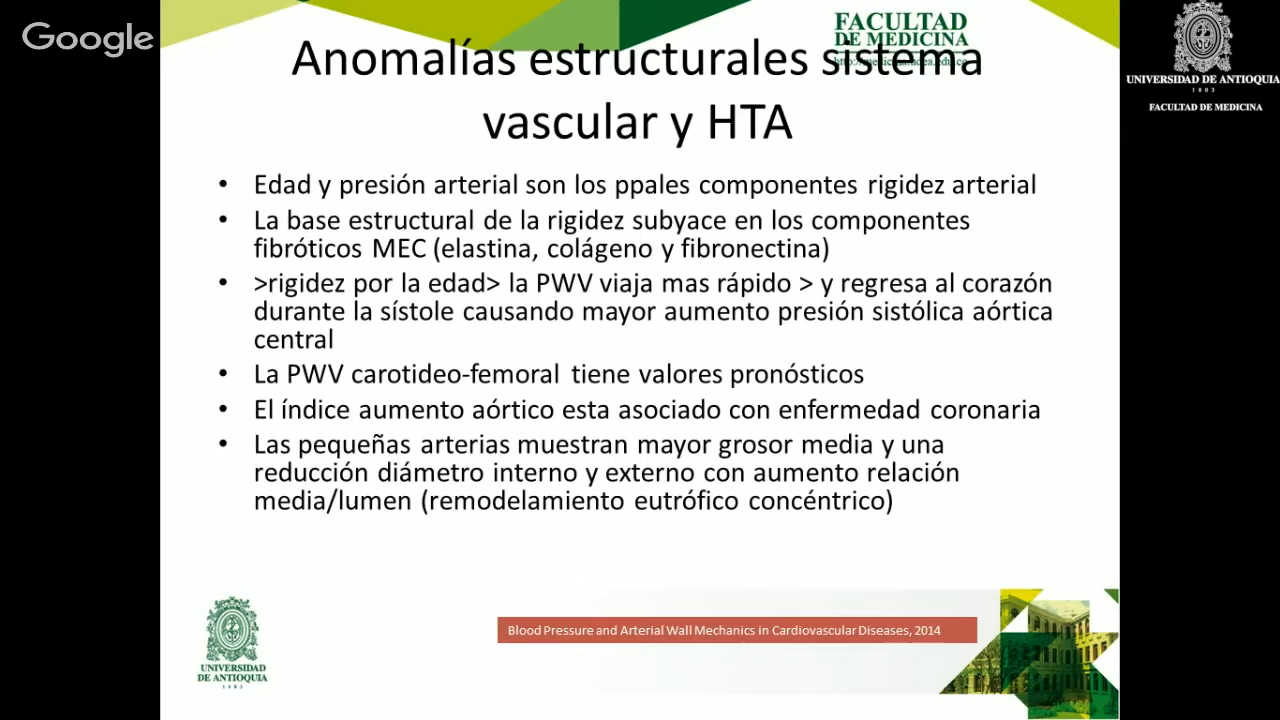 Google
FACULTAD
DE MEDICINA
Anomalías estructurales sistema
vascular y HTA
UNIVERSIDAD DE ANTIOQUIA
1803
FACULTAD DE MEDICINA
• Edad y presión arterial son los ppales componentes rigidez arterial
• La base estructural de la rigidez subyace en los componentes
fibróticos MEC (elastina, colágeno y fibronectina)
• >rigidez por la edad> la PWV viaja mas rápido > y regresa al corazón
durante la sístole causando mayor aumento presión sistólica aórtica
central
• La PWV carotideo-femoral tiene valores pronósticos
• El índice aumento aórtico esta asociado con enfermedad coronaria
• Las pequeñas arterias muestran mayor grosor media y una
reducción diámetro interno y externo con aumento relación
media/lumen (remodelamiento eutrófico concéntrico)
UNIVERSIDAD
DE ANTIOQUIA
1803
Blood Pressure and Arterial Wall Mechanics in Cardiovascular Diseases, 2014